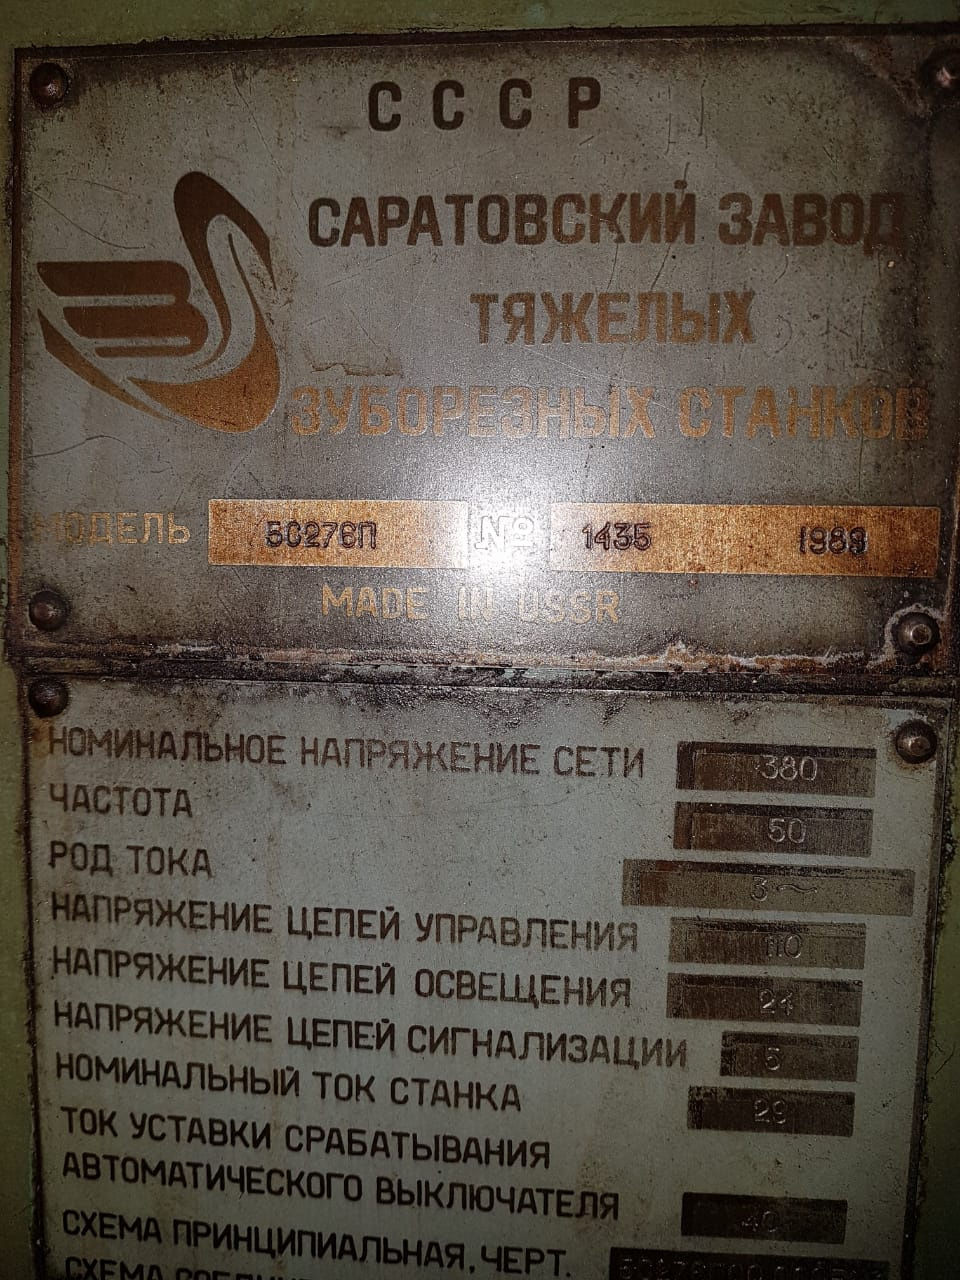 СССР
САРАТОВСКИЙ ЗАВОД
ТЯЖЕЛЫХ
ЗУБОРЕЗНЫХ СТАНКОВ
МОДЕЛЬ 5С276П № 1435 1989
MADE IN USSR
НОМИНАЛЬНОЕ НАПРЯЖЕНИЕ СЕТИ 380
ЧАСТОТА 50
РОД ТОКА 3~
НАПРЯЖЕНИЕ ЦЕПЕЙ УПРАВЛЕНИЯ 110
НАПРЯЖЕНИЕ ЦЕПЕЙ ОСВЕЩЕНИЯ 24
НАПРЯЖЕНИЕ ЦЕПЕЙ СИГНАЛИЗАЦИИ 5
НОМИНАЛЬНЫЙ ТОК СТАНКА
ТОК УСТАВКИ СРАБАТЫВАНИЯ
АВТОМАТИЧЕСКОГО ВЫКЛЮЧАТЕЛЯ 40
СХЕМА ПРИНЦИПИАЛЬНАЯ, ЧЕРТ.
СХЕМА